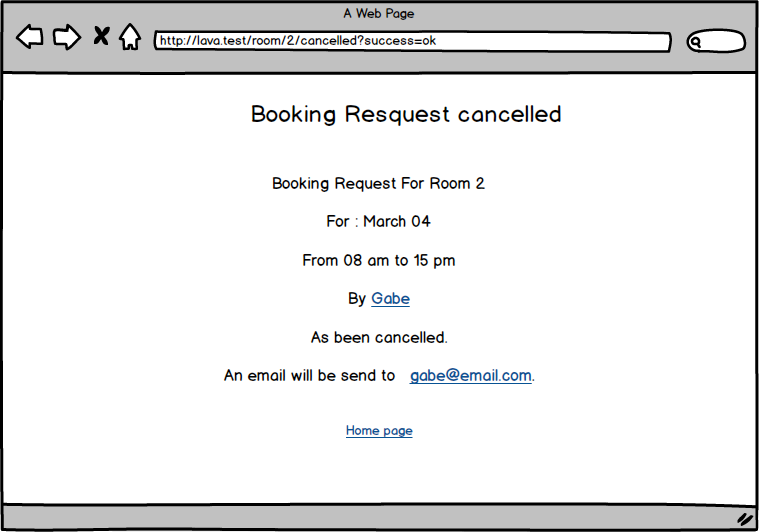 A Web Page
http://lava.test/room/2/cancelled?success=ok
Booking Resquest cancelled
Booking Request For Room 2
For : March 04
From 08 am to 15 pm
By Gabe
As been cancelled.
An email will be send to gabe@email.com.
Home page